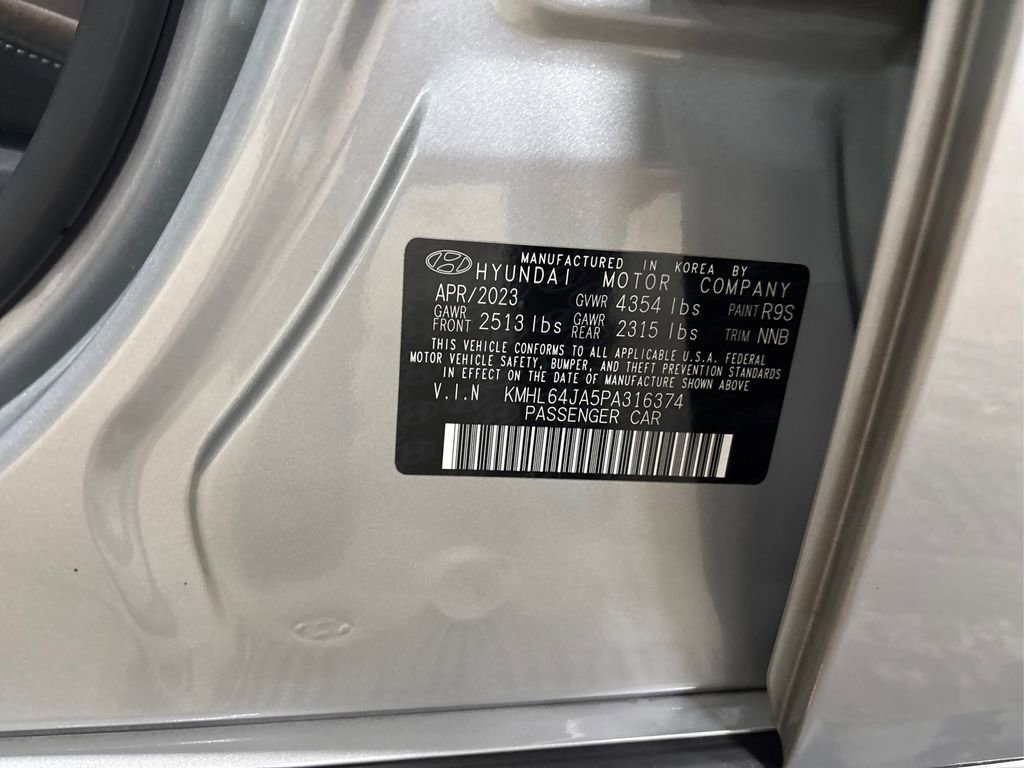 MANUFACTURED IN KOREA BY
HYUNDAI MOTOR COMPANY
APR/2023 GVWR 4354 lbs PAINT R9S
GAWR FRONT 2513 lbs GAWR REAR 2315 lbs TRIM NNB
THIS VEHICLE CONFORMS TO ALL APPLICABLE U.S.A. FEDERAL
MOTOR VEHICLE SAFETY, BUMPER, AND THEFT PREVENTION STANDARDS
IN EFFECT ON THE DATE OF MANUFACTURE SHOWN ABOVE
V.I.N KMHL64JA5PA316374
PASSENGER CAR